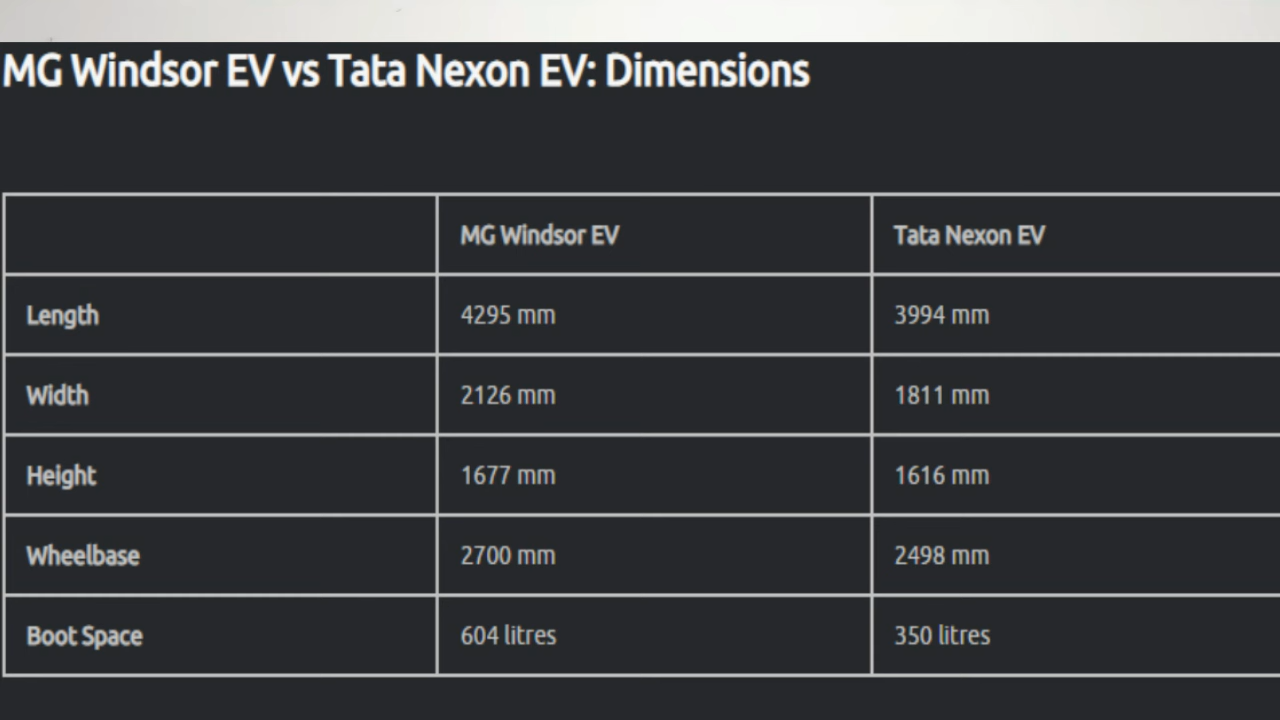 MG Windsor EV vs Tata Nexon EV: Dimensions
MG Windsor EV Tata Nexon EV
Length 4295 mm 3994 mm
Width 2126 mm 1811 mm
Height 1677 mm 1616 mm
Wheelbase 2700 mm 2498 mm
Boot Space 604 litres 350 litres